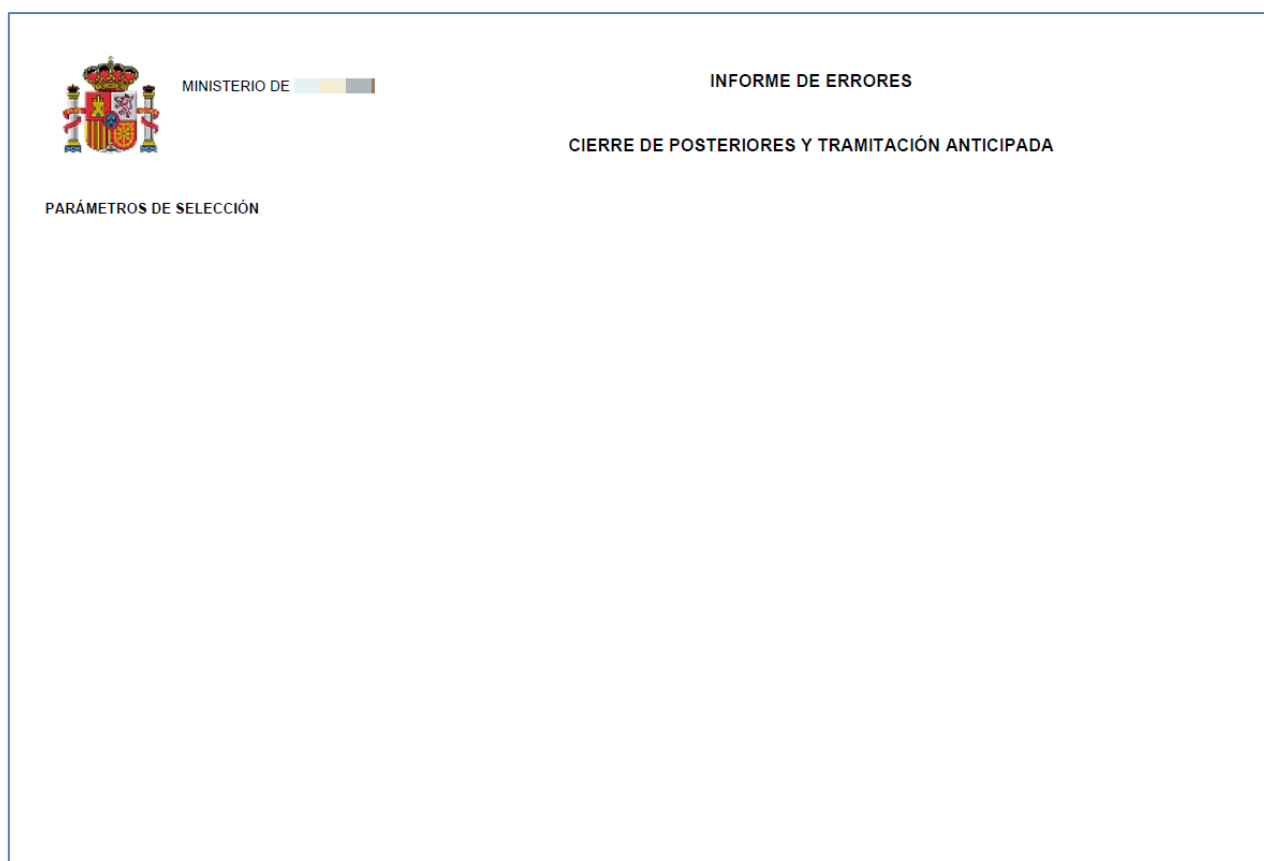 MINISTERIO DE
INFORME DE ERRORES
CIERRE DE POSTERIORES Y TRAMITACIÓN ANTICIPADA
PARÁMETROS DE SELECCIÓN